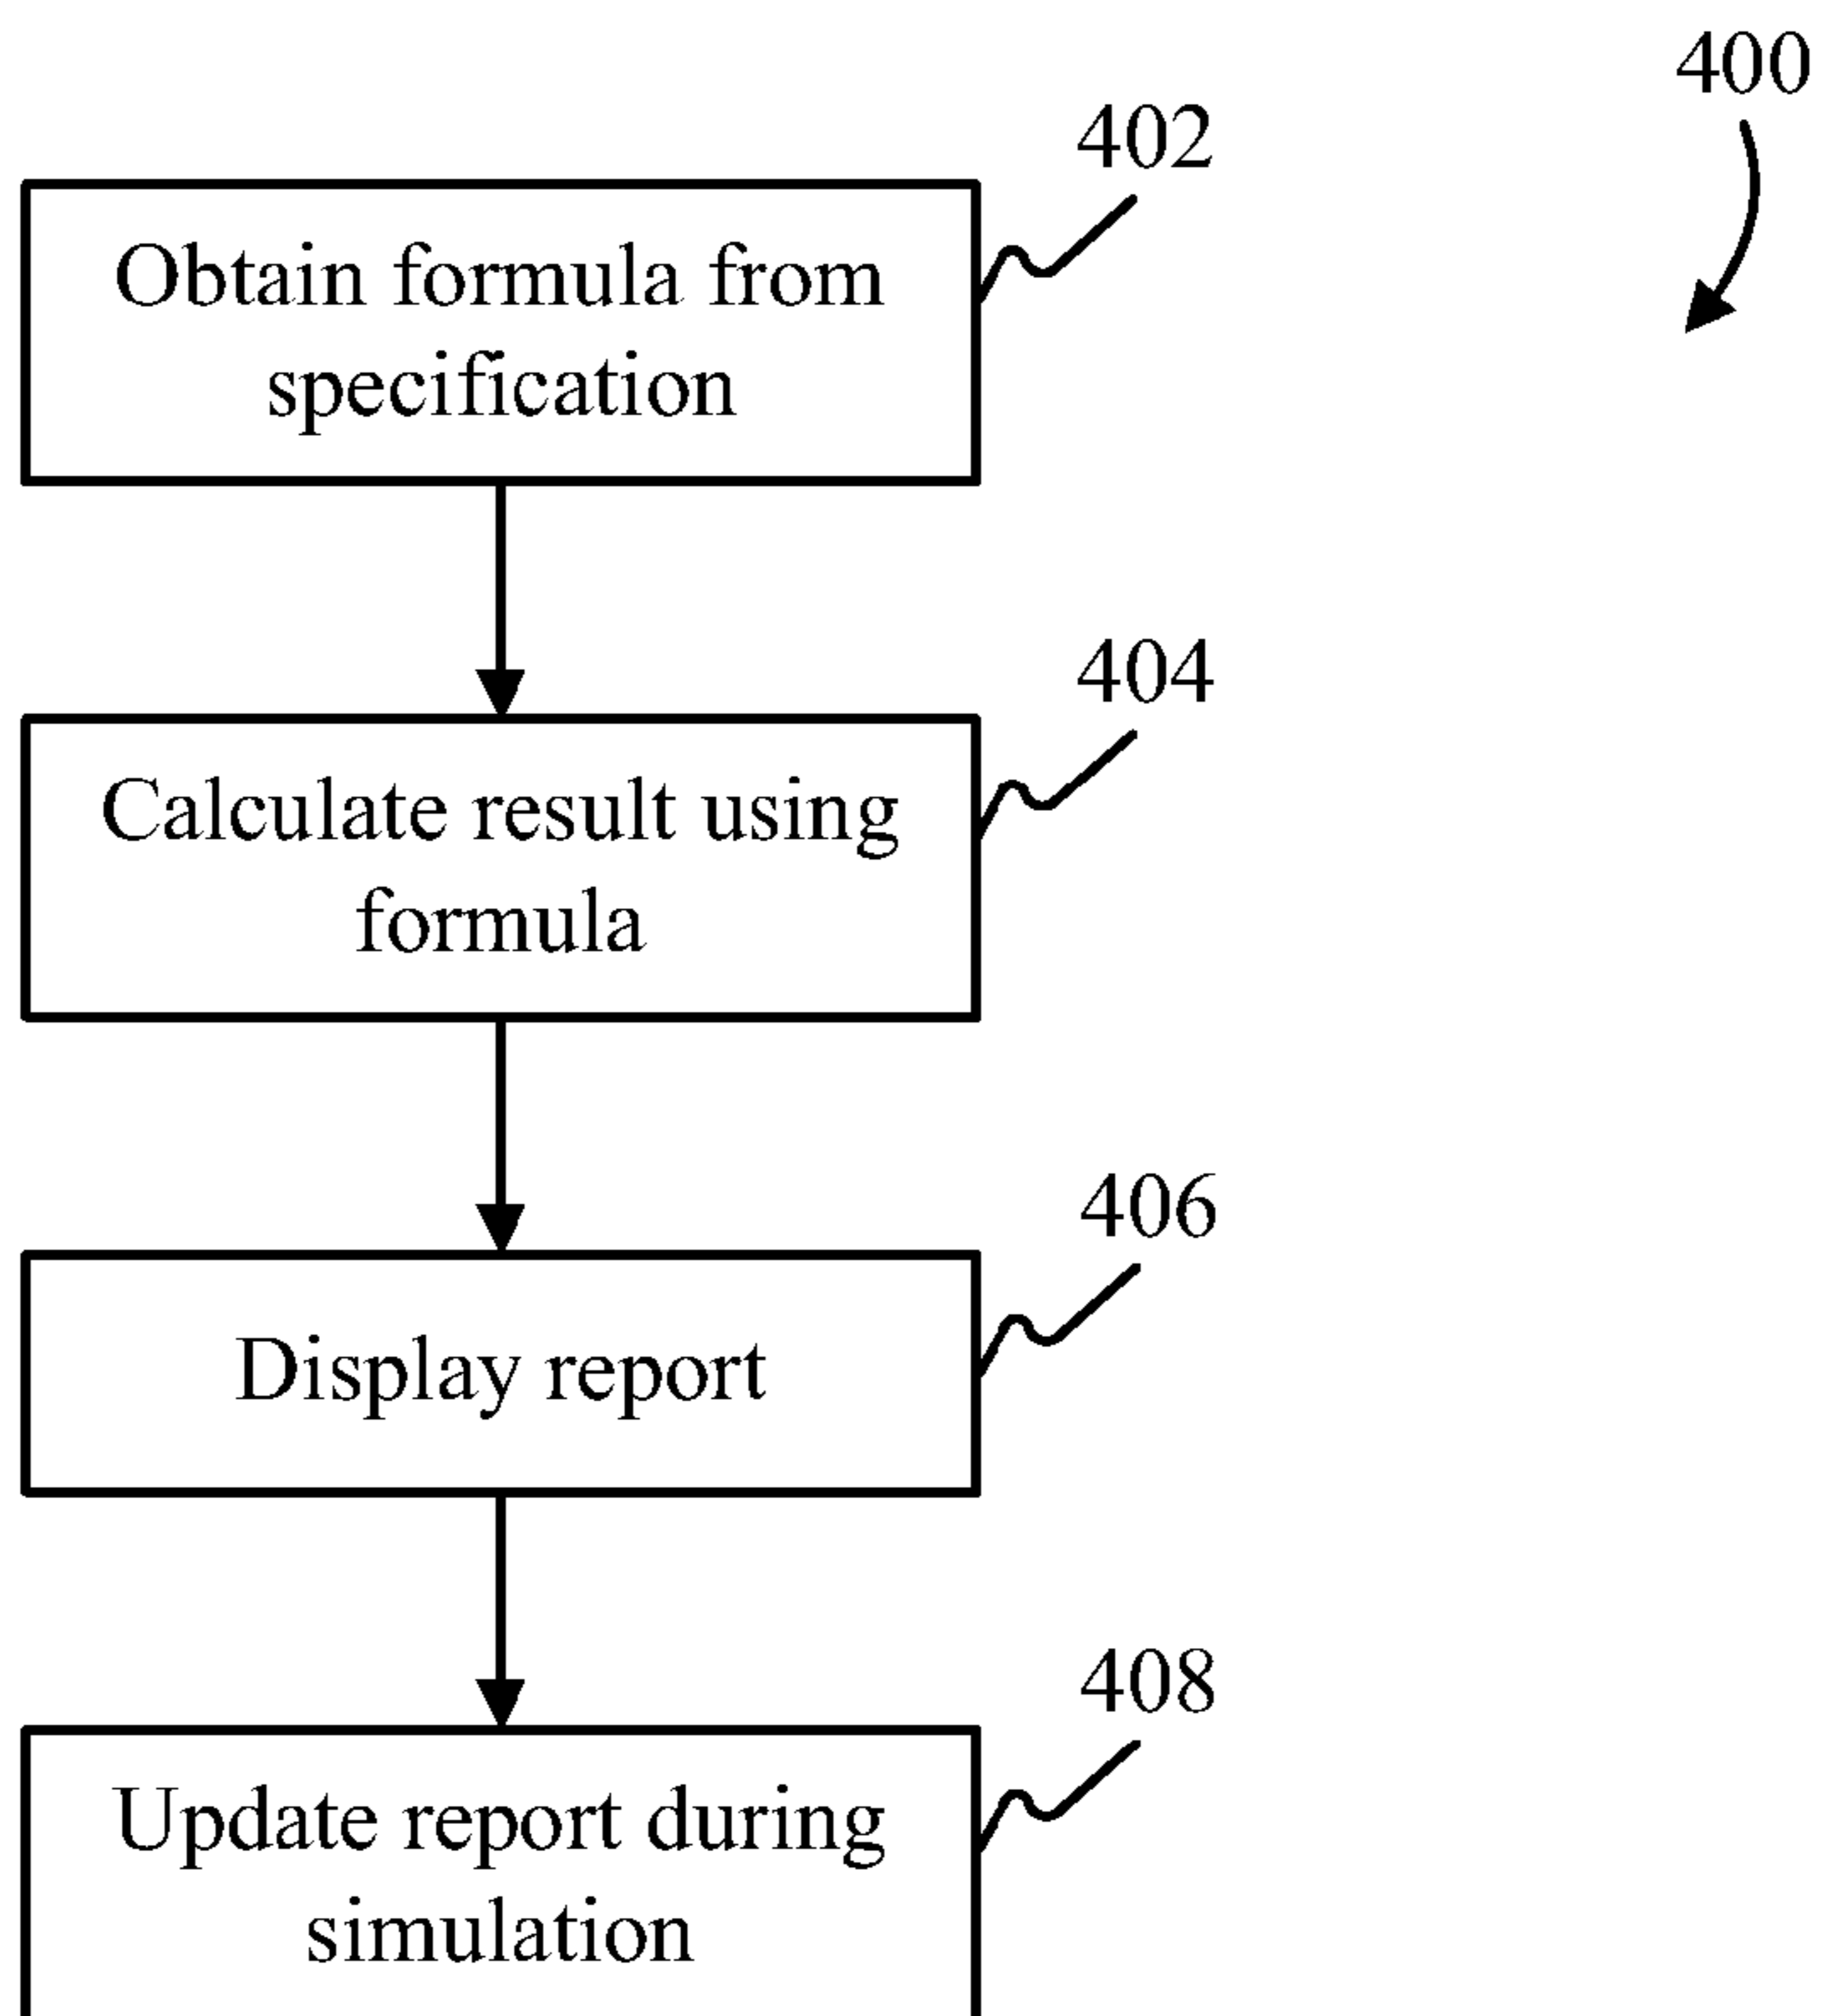 400
402
Obtain formula from
specification
404
Calculate result using
formula
406
Display report
408
Update report during
simulation